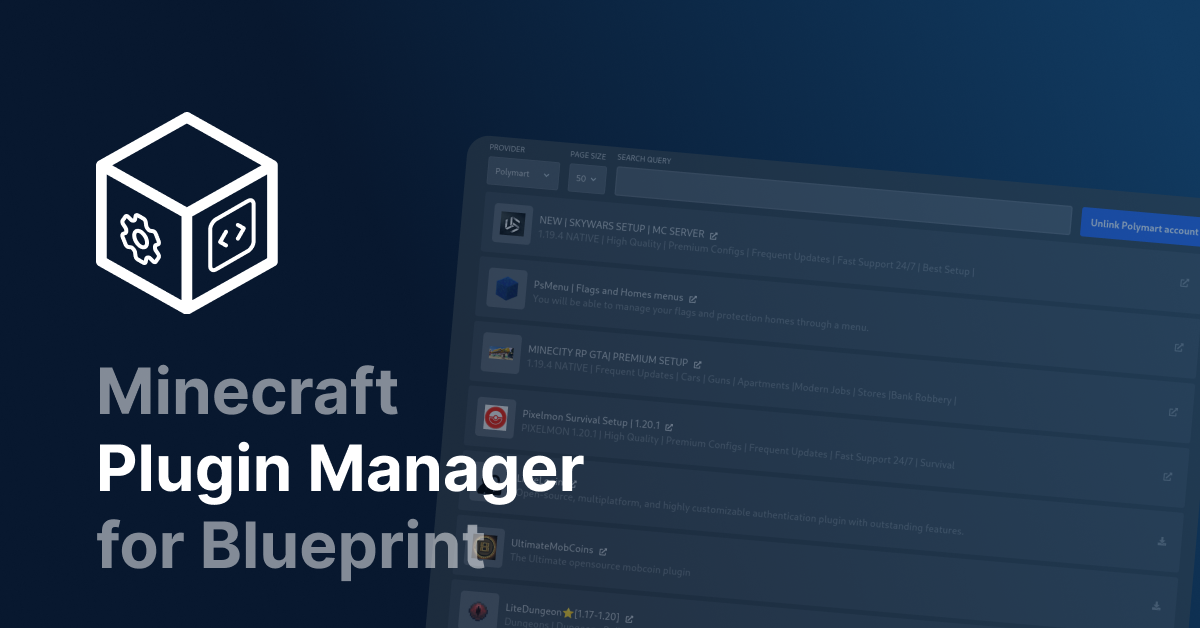 Minecraft
Plugin Manager
for Blueprint
PROVIDER
PAGE SIZE
SEARCH QUERY
Polymart
50
Unlink Polymart account
NEW | SKYWARS SETUP | MC SERVER
1.19.4 NATIVE | High Quality | Premium Configs | Frequent Updates | Fast Support 24/7 | Best Setup |
PsMenu | Flags and Homes menus
You will be able to manage your flags and protection homes through a menu.
MINECITY RP GTA| PREMIUM SETUP
1.19.4 NATIVE | Frequent Updates | Cars | Guns | Apartments |Modern Jobs | Stores |Bank Robbery |
Pixelmon Survival Setup | 1.20.1
PIXELMON 1.20.1 | High Quality | Premium Configs | Frequent Updates | Fast Support 24/7 | Survival
Open-source, multiplatform, and highly customizable authentication plugin with outstanding features.
UltimateMobCoins
The Ultimate opensource mobcoin plugin
LiteDungeon⭐[1.17-1.20]
Dungeons |